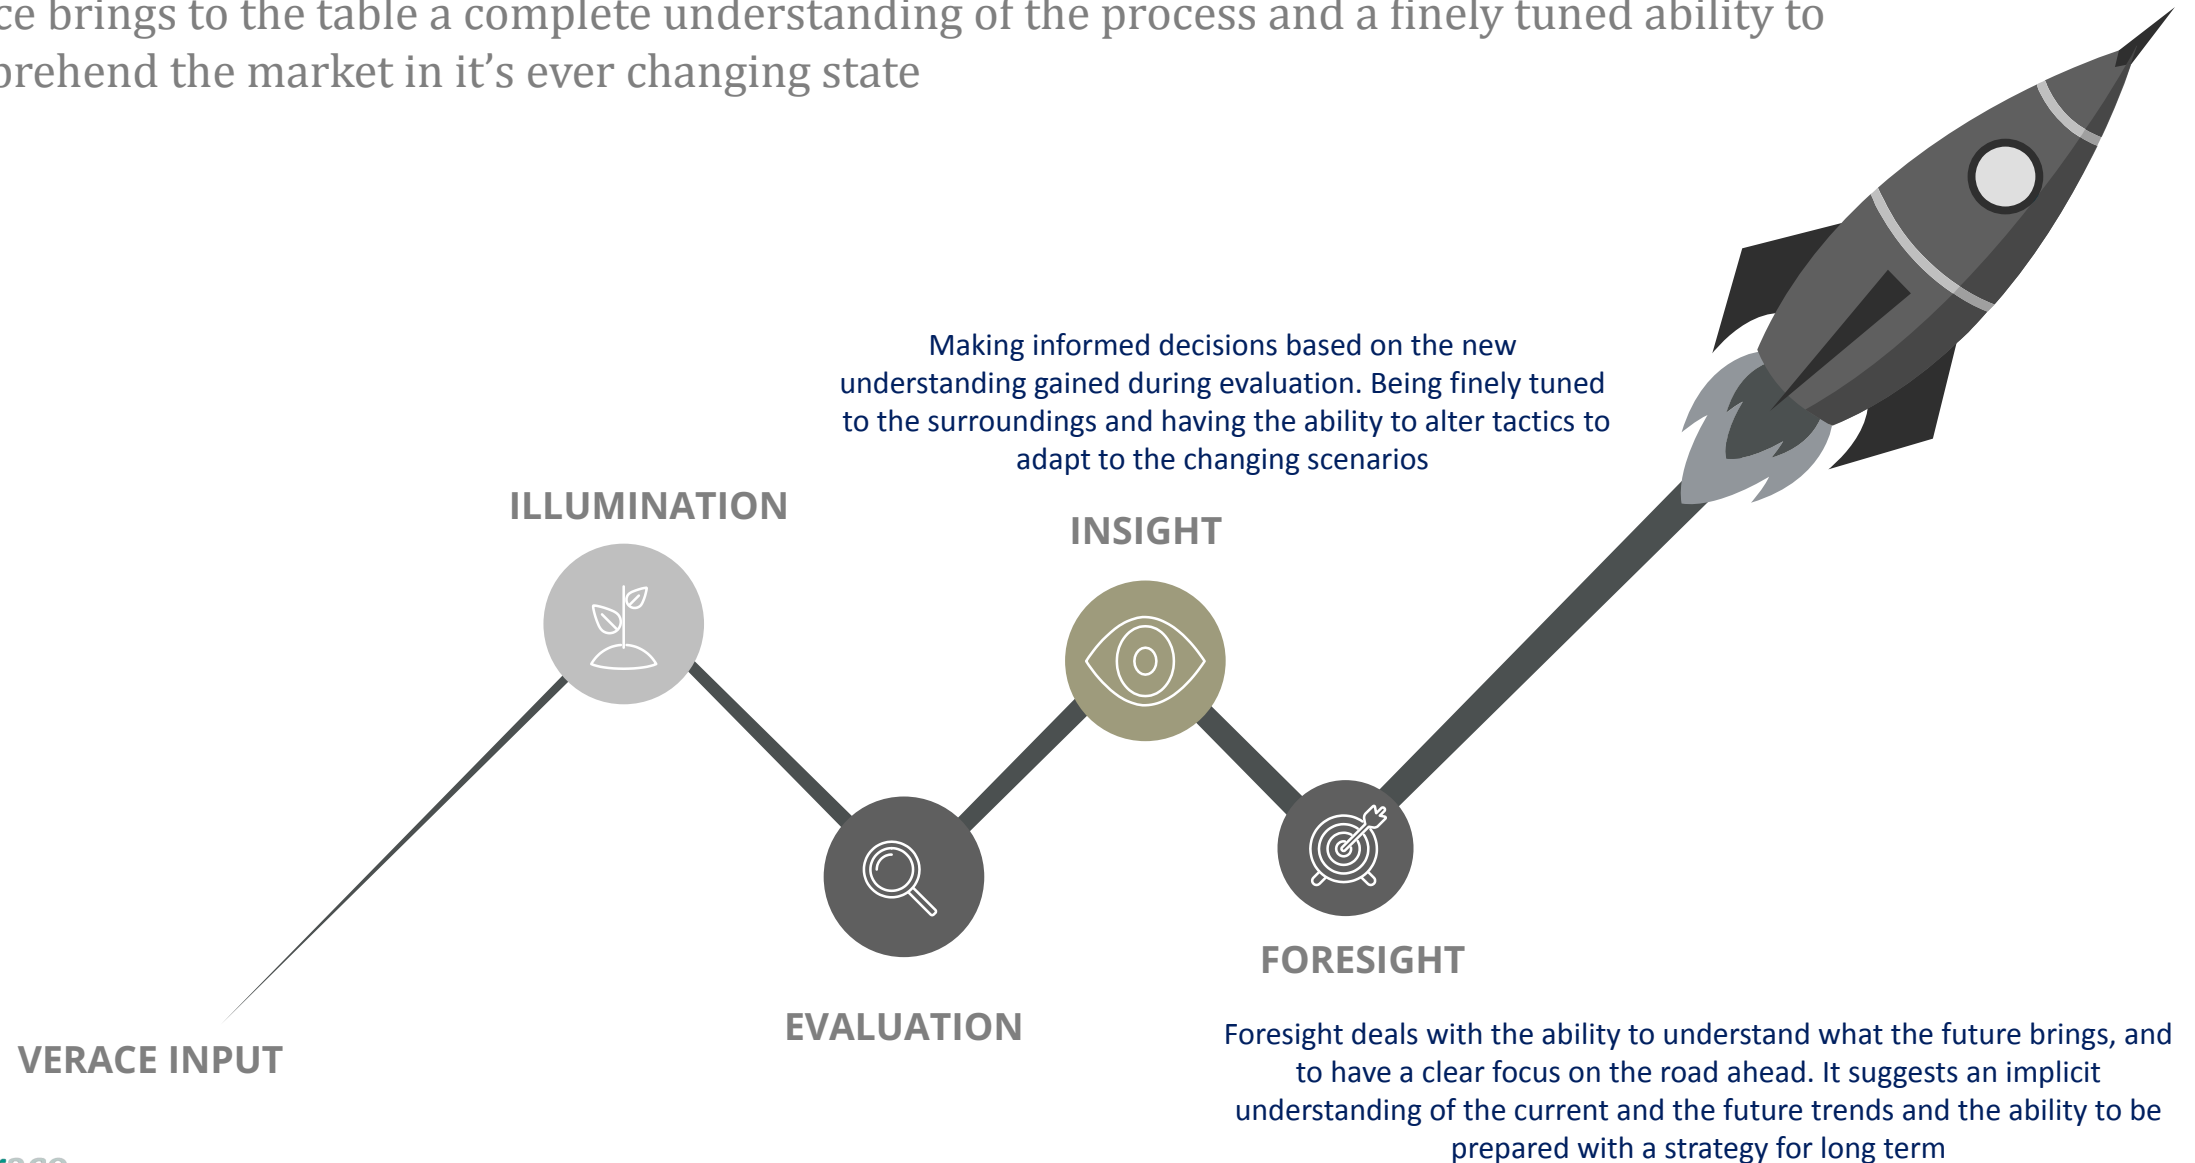 ce brings to the table a complete understanding of the process and a finely tuned ability to
prehend the market in it’s ever changing state
Making informed decisions based on the new
understanding gained during evaluation. Being finely tuned
to the surroundings and having the ability to alter tactics to
adapt to the changing scenarios
ILLUMINATION
INSIGHT
FORESIGHT
EVALUATION
VERACE INPUT
Foresight deals with the ability to understand what the future brings, and
to have a clear focus on the road ahead. It suggests an implicit
understanding of the current and the future trends and the ability to be
prepared with a strategy for long term